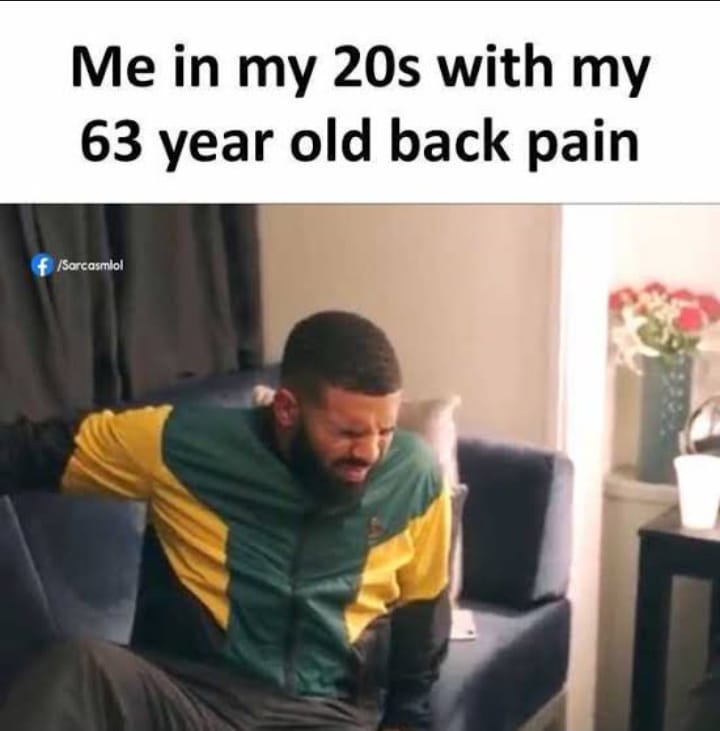 Me in my 20s with my
63 year old back pain
/Sarcasmlol